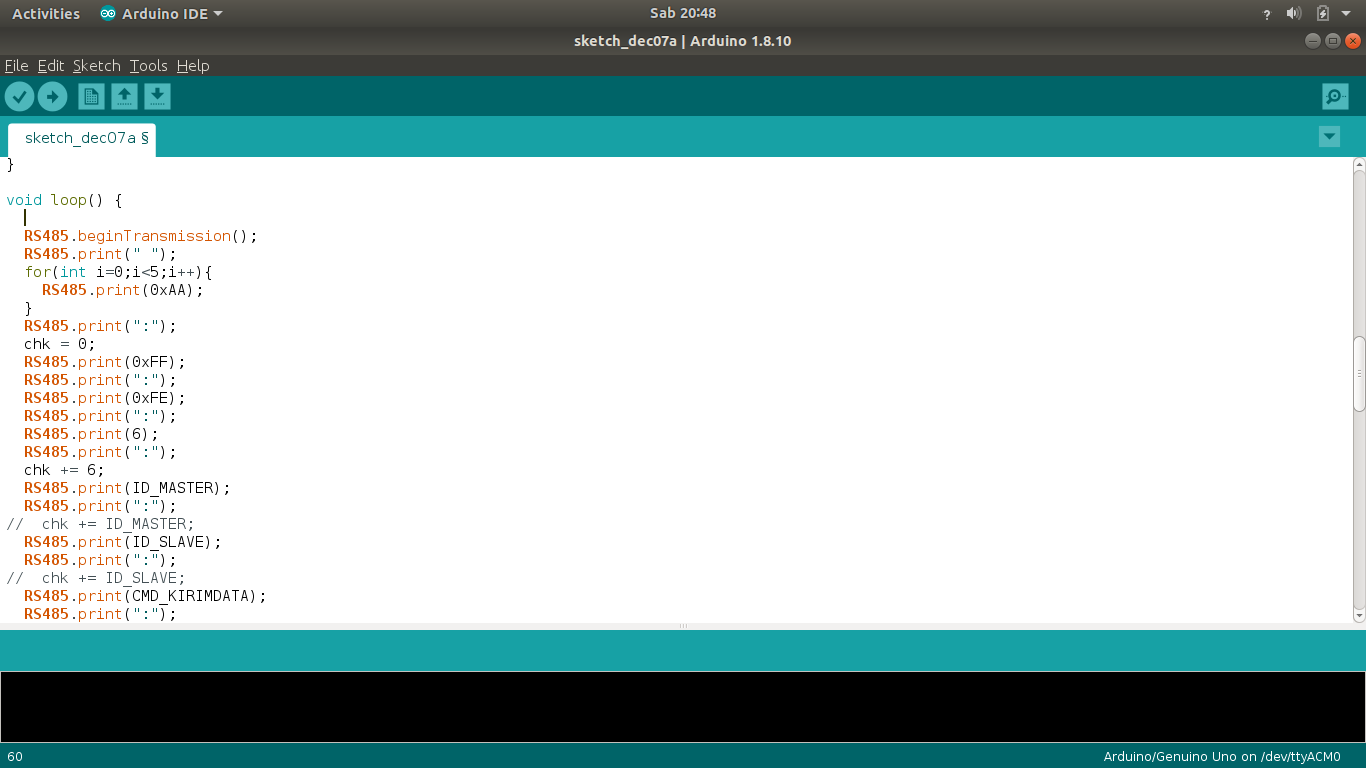 Activities Arduino IDE Sab 20:48 ?
sketch_dec07a | Arduino 1.8.10
File Edit Sketch Tools Help
sketch_dec07a §
}
void loop() {
RS485.beginTransmission();
RS485.print(" ");
for(int i=0;i<5;i++){
RS485.print(0xAA);
}
RS485.print(":");
chk = 0;
RS485.print(0xFF);
RS485.print(":");
RS485.print(0xFE);
RS485.print(":");
RS485.print(6);
RS485.print(":");
chk += 6;
RS485.print(ID_MASTER);
RS485.print(":");
// chk += ID_MASTER;
RS485.print(ID_SLAVE);
RS485.print(":");
// chk += ID_SLAVE;
RS485.print(CMD_KIRIMDATA);
RS485.print(":");
60 Arduino/Genuino Uno on /dev/ttyACM0